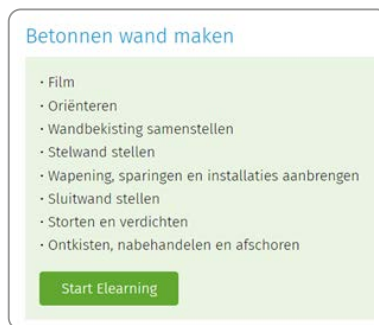 Betonnen wand maken
· Film
· Oriënteren
· Wandbekisting samenstellen
· Stelwand stellen
· Wapening, sparingen en installaties aanbrengen
· Sluitwand stellen
· Storten en verdichten
· Ontkisten, nabehandelen en afschoren
Start Elearning